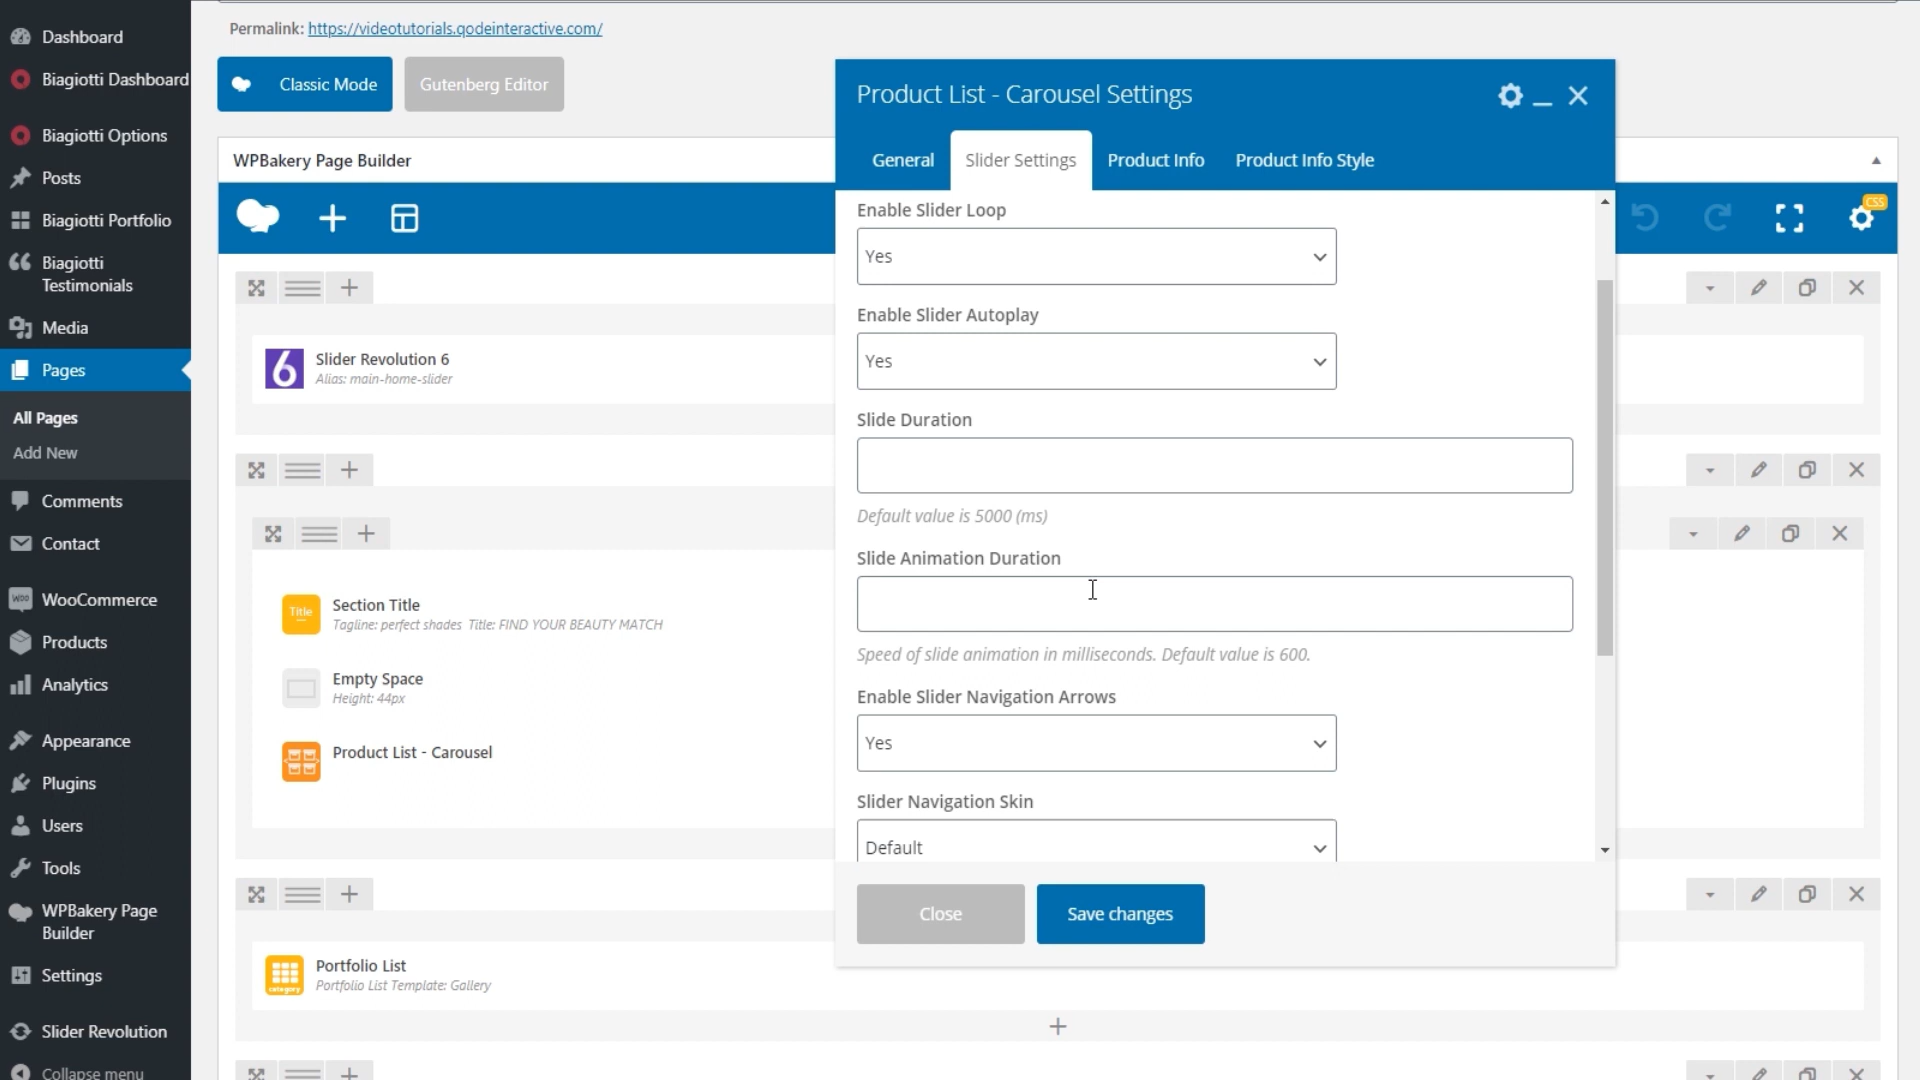 Dashboard
Biagiotti Dashboard
Biagiotti Options
Posts
Biagiotti Portfolio
Biagiotti
Testimonials
Media
Pages
All Pages
Add New
Comments
Contact
WOO
WooCommerce
Products
Analytics
Appearance
Plugins
Users
Tools
WPBakery Page
Builder
Settings
Slider Revolution
Collapse menu
Permalink: https://videotutorials.qodeinteractive.com/
Classic Mode
Gutenberg Editor
WPBakery Page Builder
CSS
6
Slider Revolution 6
Alias: main-home-slider
Title
Section Title
Tagline: perfect shades Title: FIND YOUR BEAUTY MATCH
Empty Space
Height: 44px
Product List - Carousel
category
Portfolio List
Portfolio List Template: Gallery
Product List - Carousel Settings
General
Slider Settings
Product Info
Product Info Style
Enable Slider Loop
Yes
Enable Slider Autoplay
Yes
Slide Duration
Default value is 5000 (ms)
Slide Animation Duration
Speed of slide animation in milliseconds. Default value is 600.
Enable Slider Navigation Arrows
Yes
Slider Navigation Skin
Default
Close
Save changes